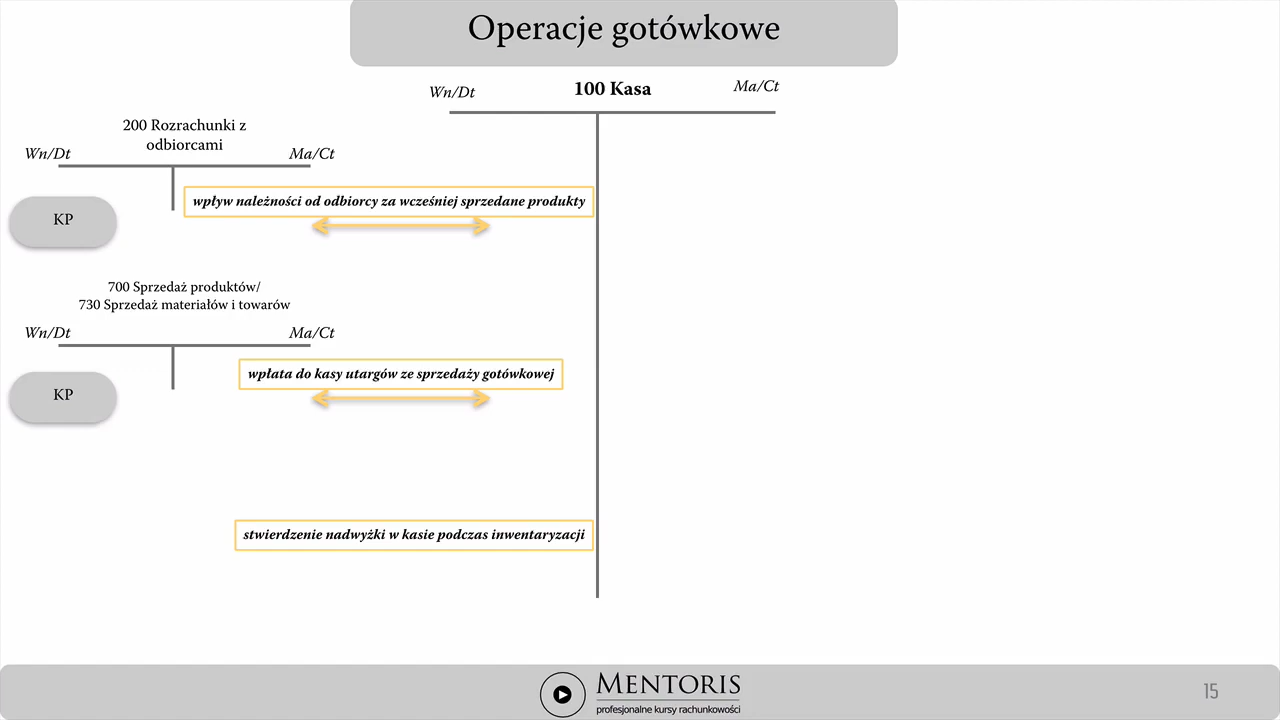 Operacje gotówkowe
Wn/Dt
100 Kasa
Ma/Ct
200 Rozrachunki z
odbiorcami
Wn/Dt
Ma/Ct
wpływ należności od odbiorcy za wcześniej sprzedane produkty
KP
700 Sprzedaż produktów/
730 Sprzedaż materiałów i towarów
Wn/Dt
Ma/Ct
wpłata do kasy utargów ze sprzedaży gotówkowej
KP
stwierdzenie nadwyżki w kasie podczas inwentaryzacji
MENTORIS
profesjonalne kursy rachunkowości
15